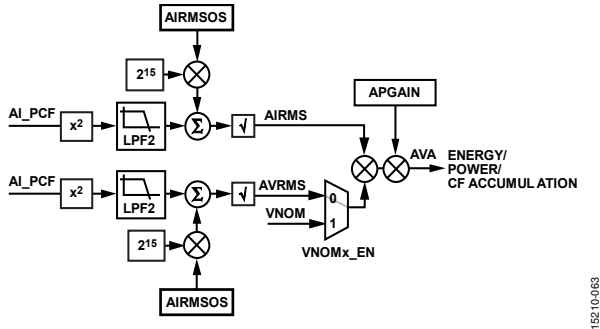 AIRMSOS
2¹⁵
APGAIN
AI_PCF
x²
LPF2
Σ
√
AIRMS
AVA
ENERGY/
POWER/
CF ACCUMULATION
AI_PCF
x²
LPF2
Σ
√
AVRMS
0
VNOM
1
2¹⁵
VNOMx_EN
AIRMSOS
15210-063